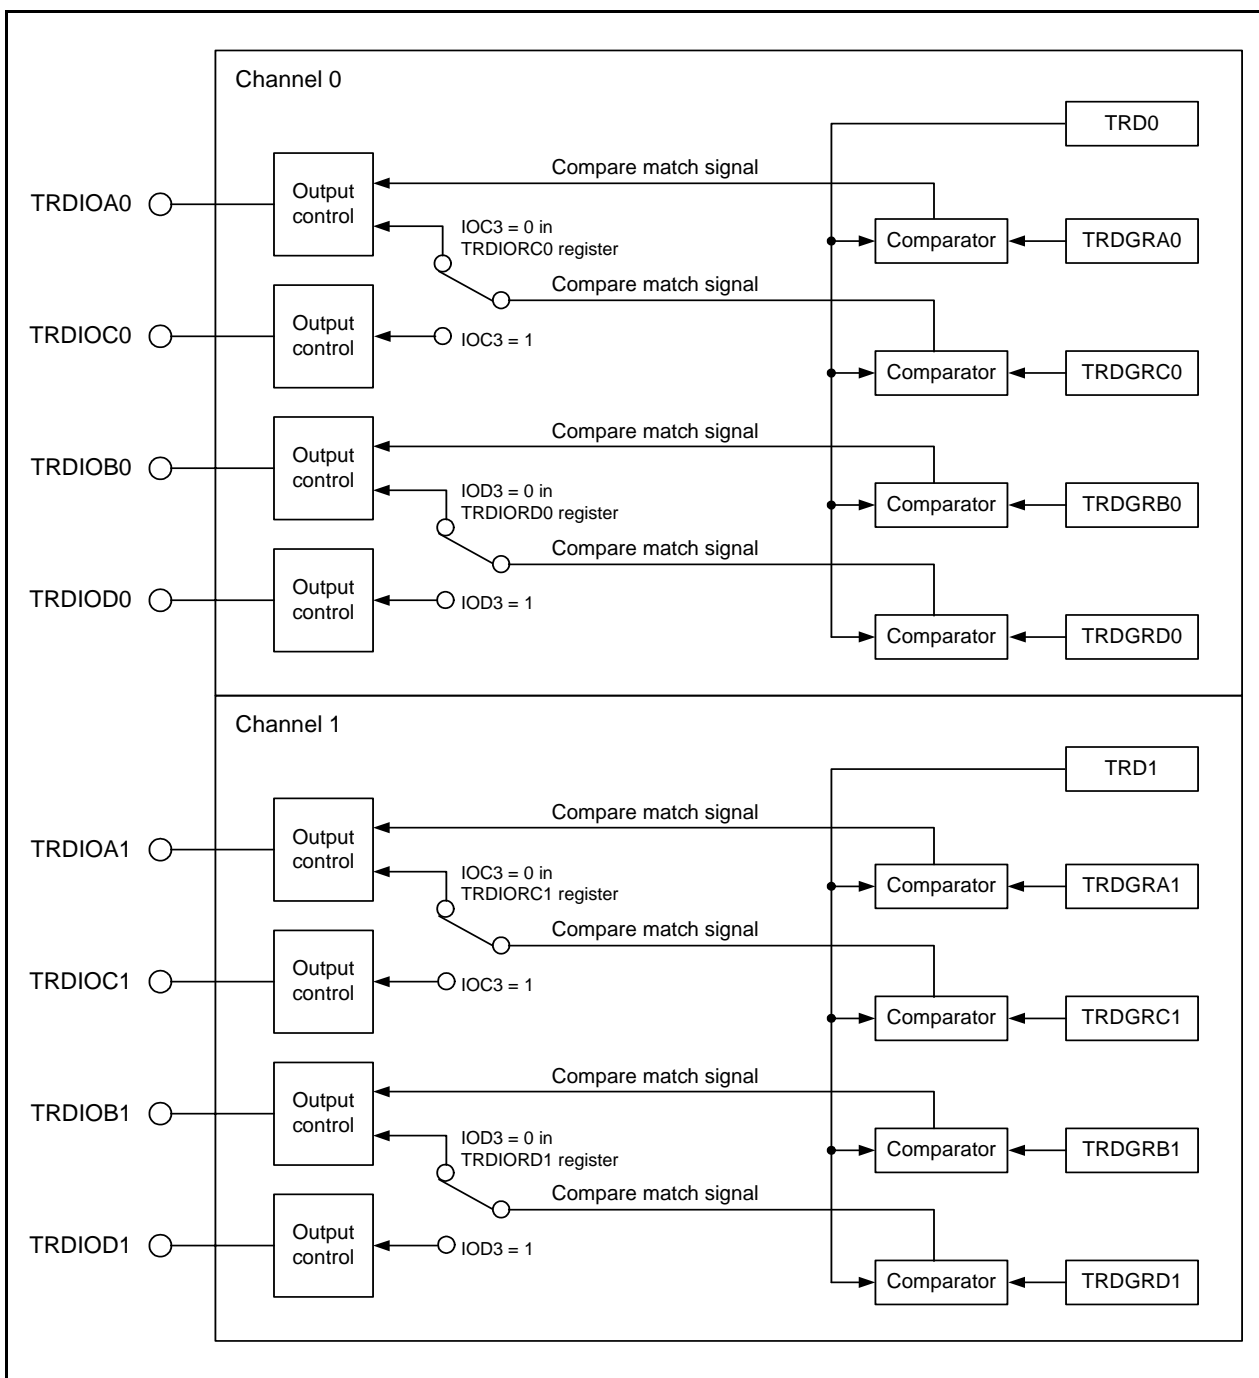 Channel 0
TRD0
Compare match signal
TRDIOA0
Output
control
IOC3 = 0 in
TRDIORC0 register
Comparator
TRDGRA0
Compare match signal
TRDIOC0
Output
control
IOC3 = 1
Comparator
TRDGRC0
Compare match signal
TRDIOB0
Output
control
IOD3 = 0 in
TRDIORD0 register
Comparator
TRDGRB0
Compare match signal
TRDIOD0
Output
control
IOD3 = 1
Comparator
TRDGRD0
Channel 1
TRD1
Compare match signal
TRDIOA1
Output
control
IOC3 = 0 in
TRDIORC1 register
Comparator
TRDGRA1
Compare match signal
TRDIOC1
Output
control
IOC3 = 1
Comparator
TRDGRC1
Compare match signal
TRDIOB1
Output
control
IOD3 = 0 in
TRDIORD1 register
Comparator
TRDGRB1
Compare match signal
TRDIOD1
Output
control
IOD3 = 1
Comparator
TRDGRD1